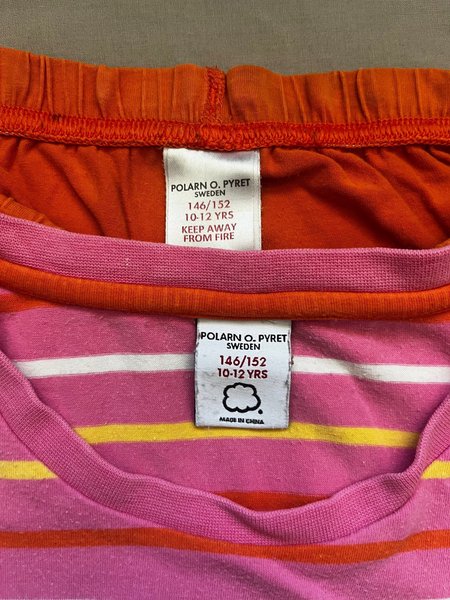 POLARN O. PYRET
SWEDEN
146/152
10-12 YRS
KEEP AWAY
FROM FIRE
POLARN O. PYRET
SWEDEN
146/152
10-12 YRS
MADE IN CHINA